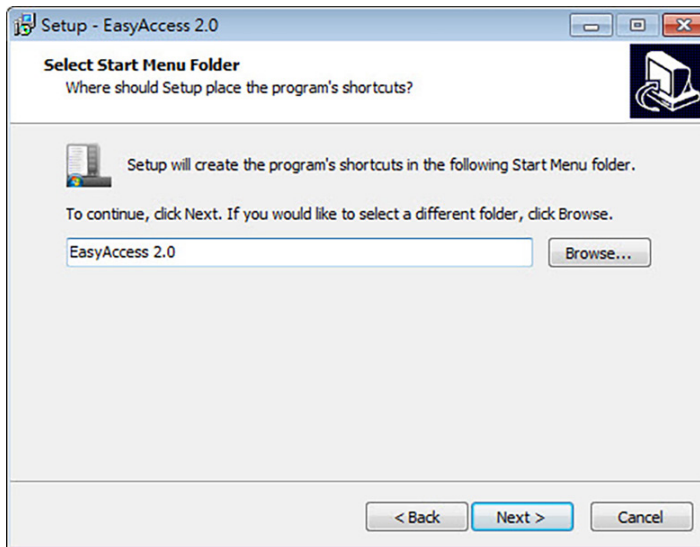 Setup - EasyAccess 2.0
Select Start Menu Folder
Where should Setup place the program's shortcuts?
Setup will create the program's shortcuts in the following Start Menu folder.
To continue, click Next. If you would like to select a different folder, click Browse.
EasyAccess 2.0
Browse...
< Back
Next >
Cancel